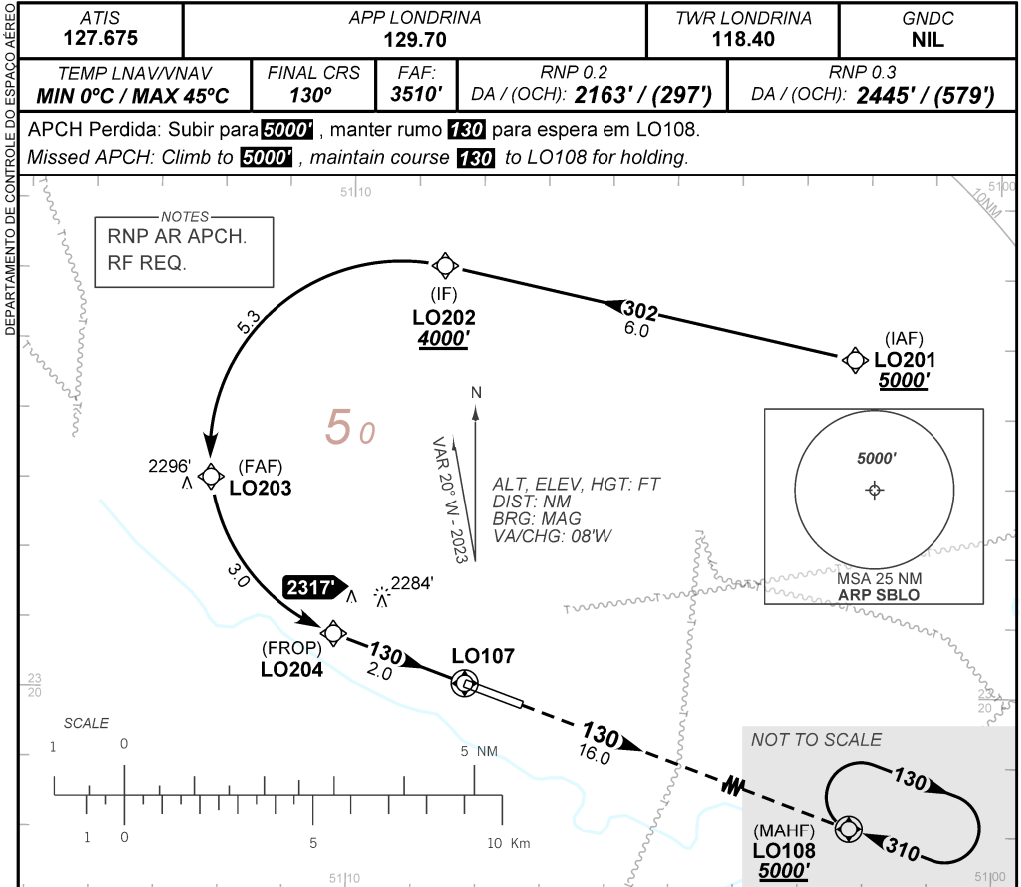 DEPARTAMENTO DE CONTROLE DO ESPAÇO AÉREO
ATIS
127.675
APP LONDRINA
129.70
TWR LONDRINA
118.40
GNDC
NIL
TEMP LNAV/VNAV
MIN 0ºC / MAX 45ºC
FINAL CRS
130º
FAF:
3510'
RNP 0.2
DA / (OCH): 2163' / (297')
RNP 0.3
DA / (OCH): 2445' / (579')
APCH Perdida: Subir para 5000' , manter rumo 130 para espera em LO108.
Missed APCH: Climb to 5000' , maintain course 130 to LO108 for holding.
51|10
51|00
10NM
NOTES
RNP AR APCH.
RF REQ.
(IF)
LO202
4000'
5.3
302
6.0
(IAF)
LO201
5000'
50
N
VAR 20° W - 2023
ALT, ELEV, HGT: FT
DIST: NM
BRG: MAG
VA/CHG: 08'W
5000'
MSA 25 NM
ARP SBLO
2296'
(FAF)
LO203
3.0
2317'
2284'
(FROP)
LO204
130
2.0
LO107
23
20
23
20
130
16.0
SCALE
1 0 5 NM
1 0 5 10 Km
NOT TO SCALE
130
310
(MAHF)
LO108
5000'
51|10
51|00